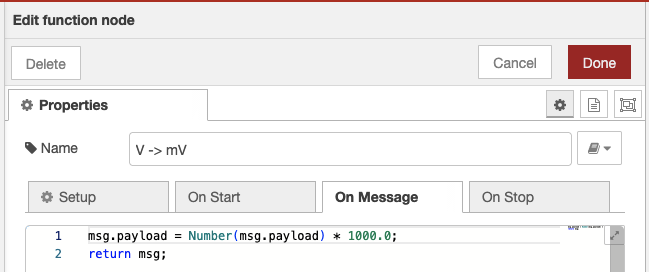 Edit function node
Delete
Cancel
Done
Properties
Name
V -> mV
Setup
On Start
On Message
On Stop
1 msg.payload = Number(msg.payload) * 1000.0;
2 return msg;